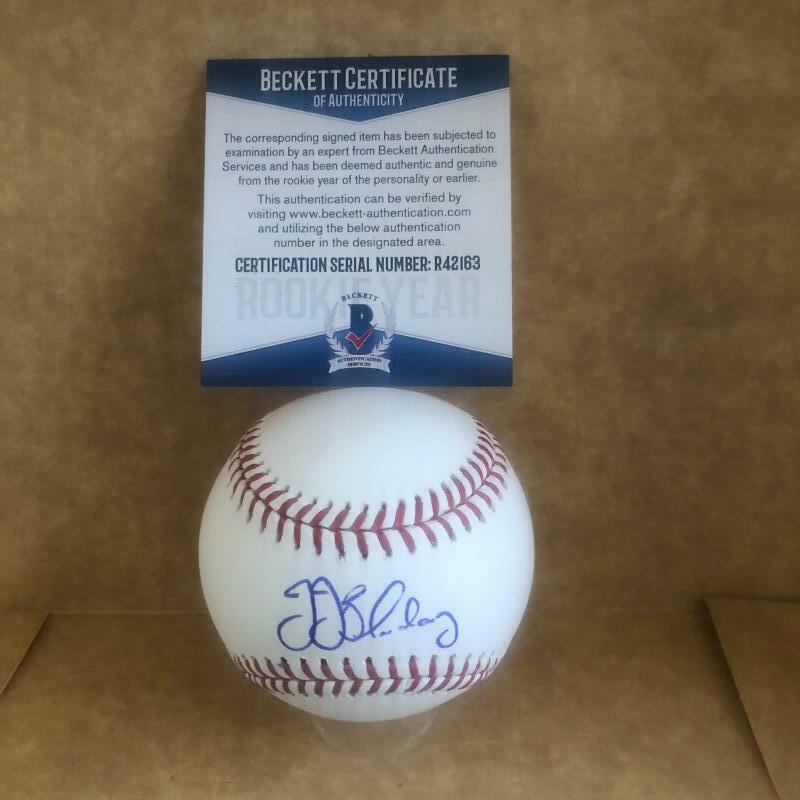 BECKETT CERTIFICATE
OF AUTHENTICITY
The corresponding signed item has been subjected to
examination by an expert from Beckett Authentication
Services and has been deemed authentic and genuine
from the rookie year of the personality or earlier.
This authentication can be verified by
visiting www.beckett-authentication.com
and utilizing the below authentication
number in the designated area.
CERTIFICATION SERIAL NUMBER: R42163
ROOKIE YEAR
BECKETT
B
AUTHENTICATION
SERVICES
JJ Bleday